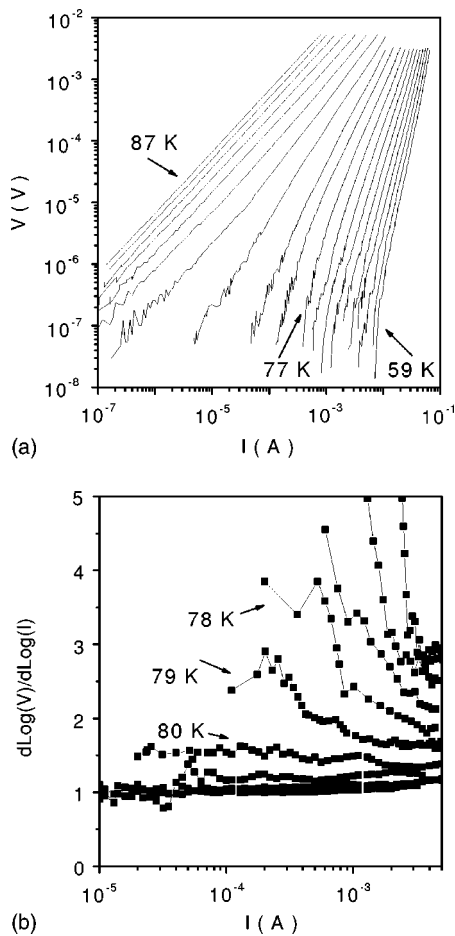 10⁻²
10⁻³
10⁻⁴
10⁻⁵
10⁻⁶
10⁻⁷
10⁻⁸
V ( V )
87 K
77 K
59 K
10⁻⁷ 10⁻⁵ 10⁻³ 10⁻¹
I ( A )
(a)
5
4
3
2
1
0
dLog(V)/dLog(I)
78 K
79 K
80 K
10⁻⁵ 10⁻⁴ 10⁻³
I ( A )
(b)